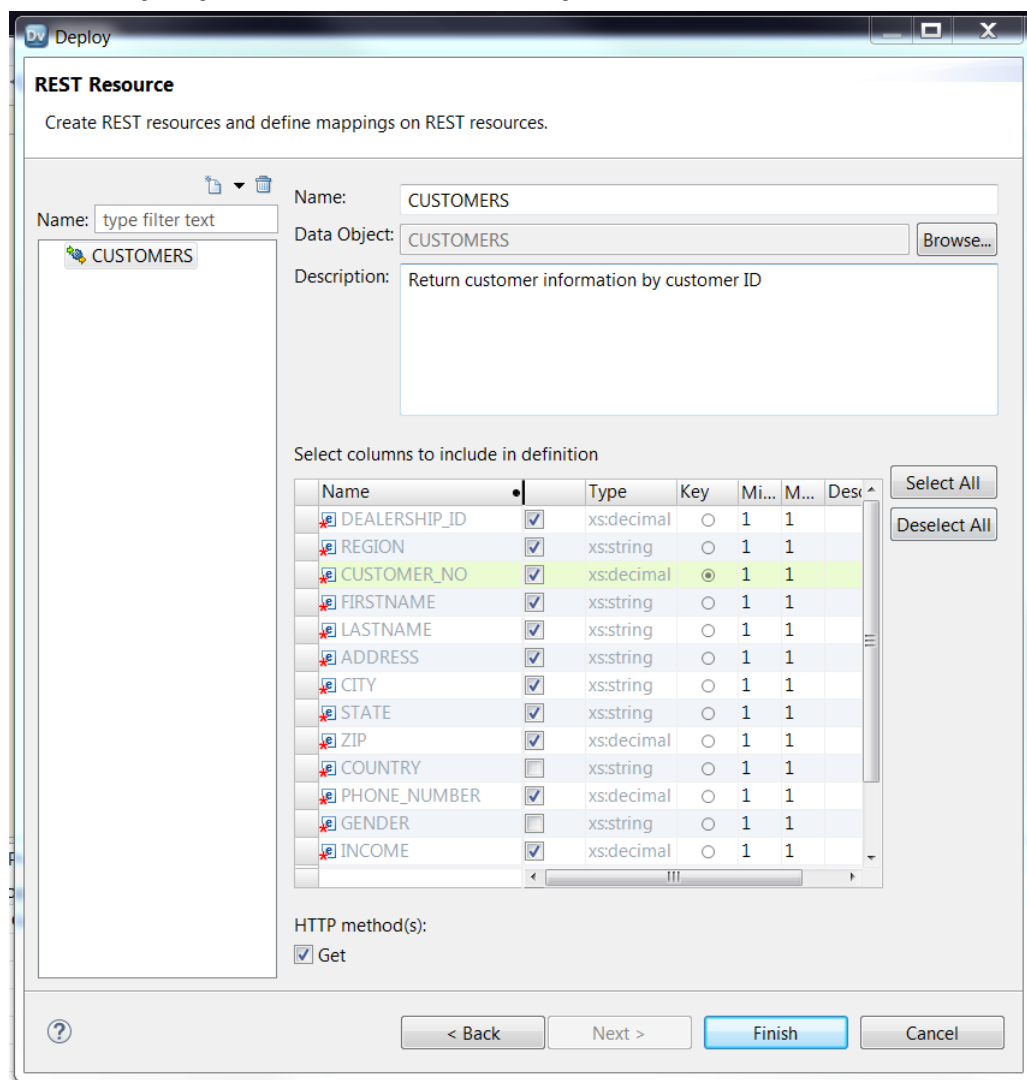 Dv Deploy
REST Resource
Create REST resources and define mappings on REST resources.
Name: type filter text
CUSTOMERS
Name: CUSTOMERS
Data Object: CUSTOMERS Browse...
Description: Return customer information by customer ID
Select columns to include in definition
Name Type Key Mi... M... Desc
Select All
Deselect All
DEALERSHIP_ID xs:decimal 1 1
REGION xs:string 1 1
CUSTOMER_NO xs:decimal 1 1
FIRSTNAME xs:string 1 1
LASTNAME xs:string 1 1
ADDRESS xs:string 1 1
CITY xs:string 1 1
STATE xs:string 1 1
ZIP xs:decimal 1 1
COUNTRY xs:string 1 1
PHONE_NUMBER xs:decimal 1 1
GENDER xs:string 1 1
INCOME xs:decimal 1 1
HTTP method(s):
Get
? < Back Next > Finish Cancel